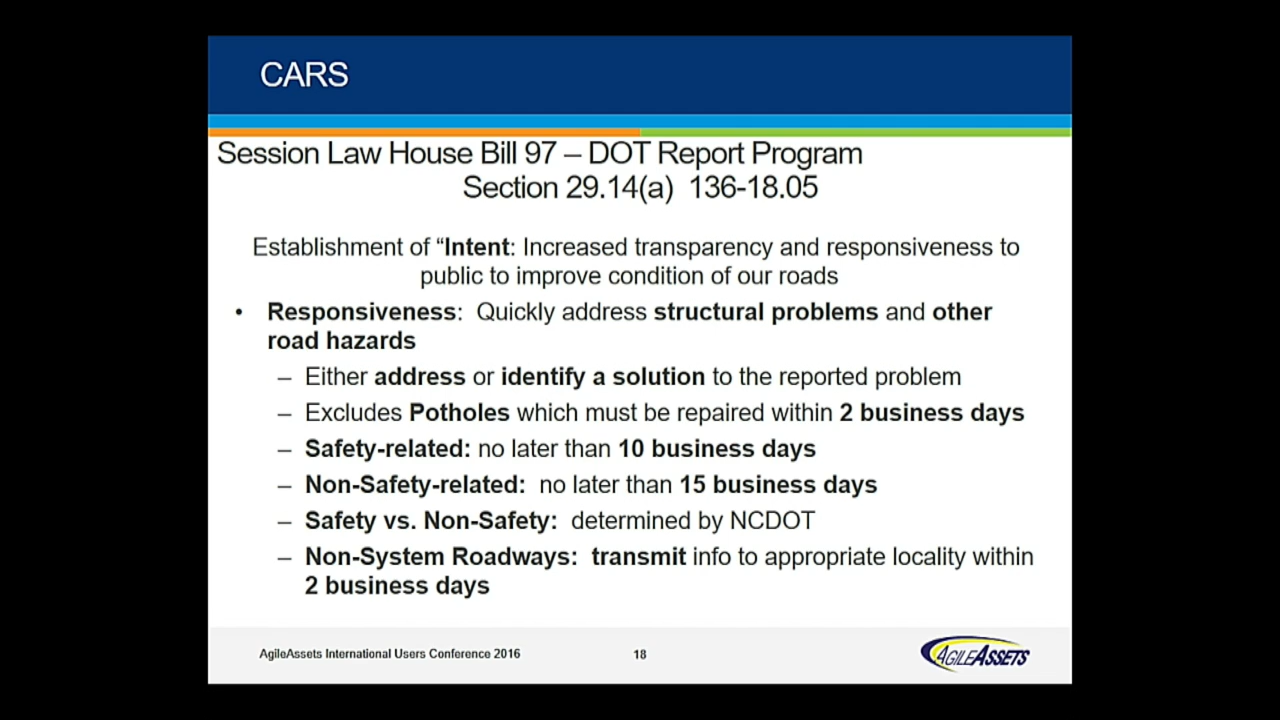 CARS
Session Law House Bill 97 – DOT Report Program
Section 29.14(a) 136-18.05
Establishment of “Intent: Increased transparency and responsiveness to
public to improve condition of our roads
• Responsiveness: Quickly address structural problems and other
road hazards
– Either address or identify a solution to the reported problem
– Excludes Potholes which must be repaired within 2 business days
– Safety-related: no later than 10 business days
– Non-Safety-related: no later than 15 business days
– Safety vs. Non-Safety: determined by NCDOT
– Non-System Roadways: transmit info to appropriate locality within
2 business days
AgileAssets International Users Conference 2016
18
AGILEASSETS